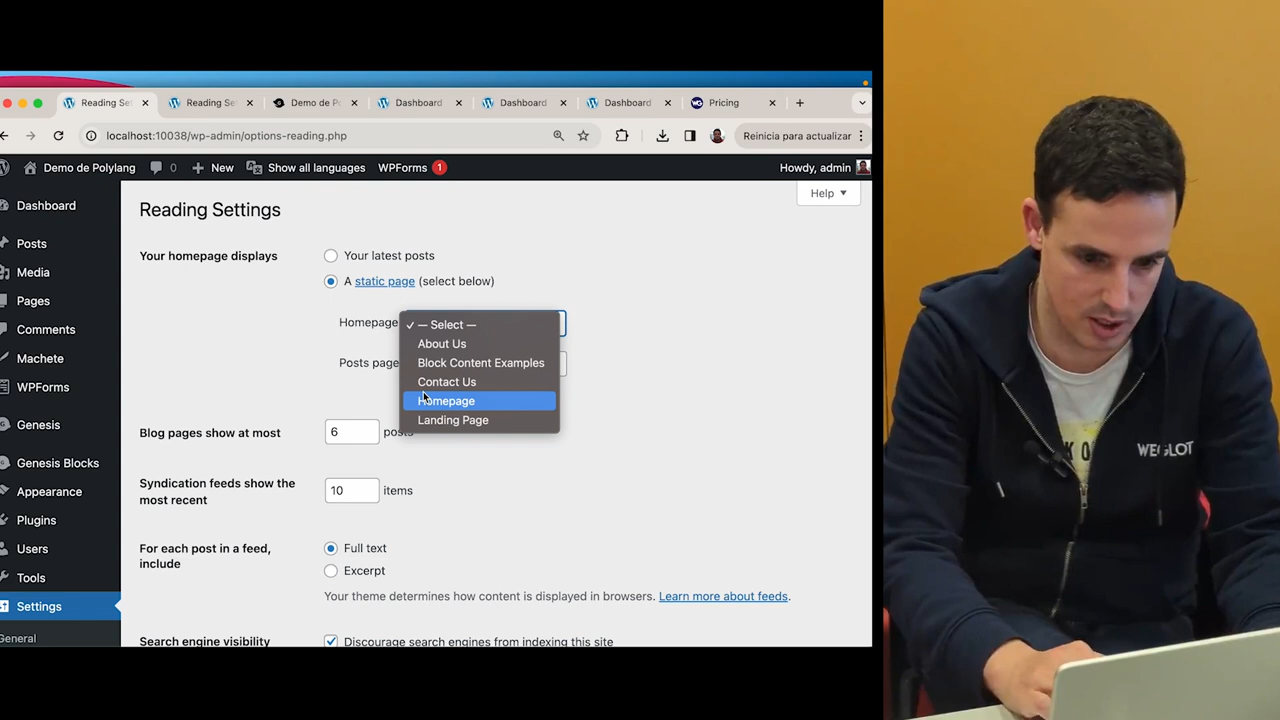 Reading Se
Reading Se
Demo de P
Dashboard
Dashboard
Dashboard
Pricing
localhost:10038/wp-admin/options-reading.php
Reinicia para actualizar
Demo de Polylang
0
New
Show all languages
WPForms 1
Howdy, admin
Help
Dashboard
Posts
Media
Pages
Comments
Machete
WPForms
Genesis
Genesis Blocks
Appearance
Plugins
Users
Tools
Settings
General
Reading Settings
Your homepage displays
Your latest posts
A static page (select below)
Homepage
— Select —
About Us
Block Content Examples
Contact Us
Homepage
Landing Page
Posts page
Blog pages show at most
6 posts
Syndication feeds show the
most recent
10 items
For each post in a feed,
include
Full text
Excerpt
Your theme determines how content is displayed in browsers. Learn more about feeds.
Search engine visibility
Discourage search engines from indexing this site
WEGLOT